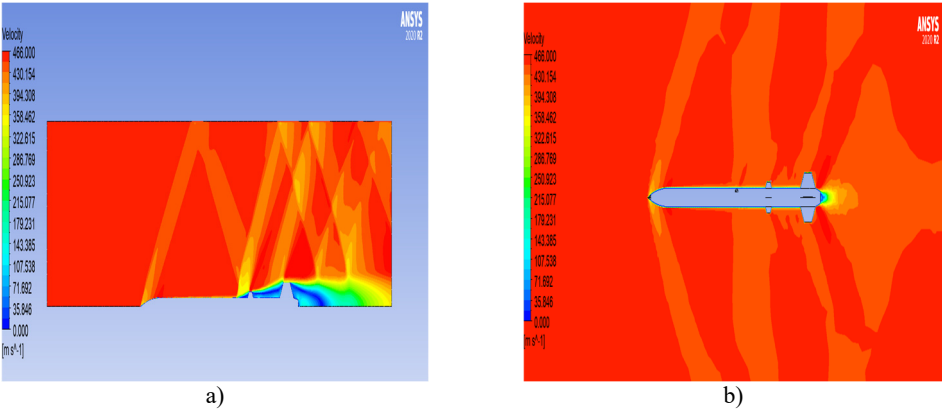 ANSYS
2020 R2
Velocity
466.000
430.154
394.308
358.462
322.615
286.769
250.923
215.077
179.231
143.385
107.538
71.692
35.846
0.000
[m s^-1]
a)
ANSYS
2020 R2
Velocity
466.000
430.154
394.308
358.462
322.615
286.769
250.923
215.077
179.231
143.385
107.538
71.692
35.846
0.000
[m s^-1]
b)